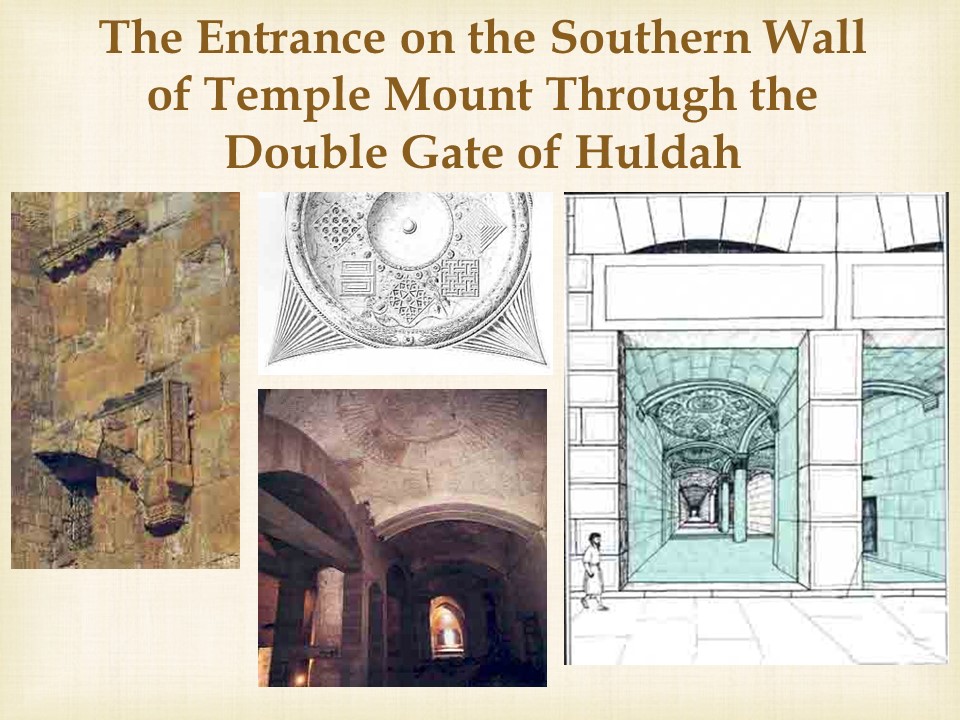 The Entrance on the Southern Wall
of Temple Mount Through the
Double Gate of Huldah